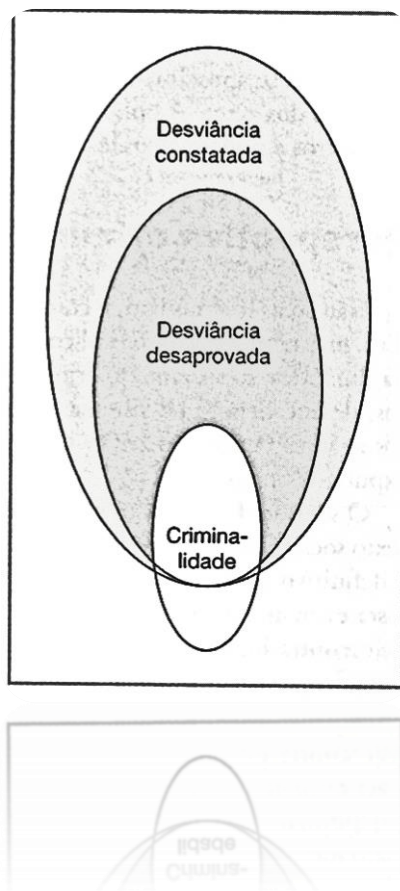 Desviância
constatada
Desviância
desaprovada
Crimina-
lidade